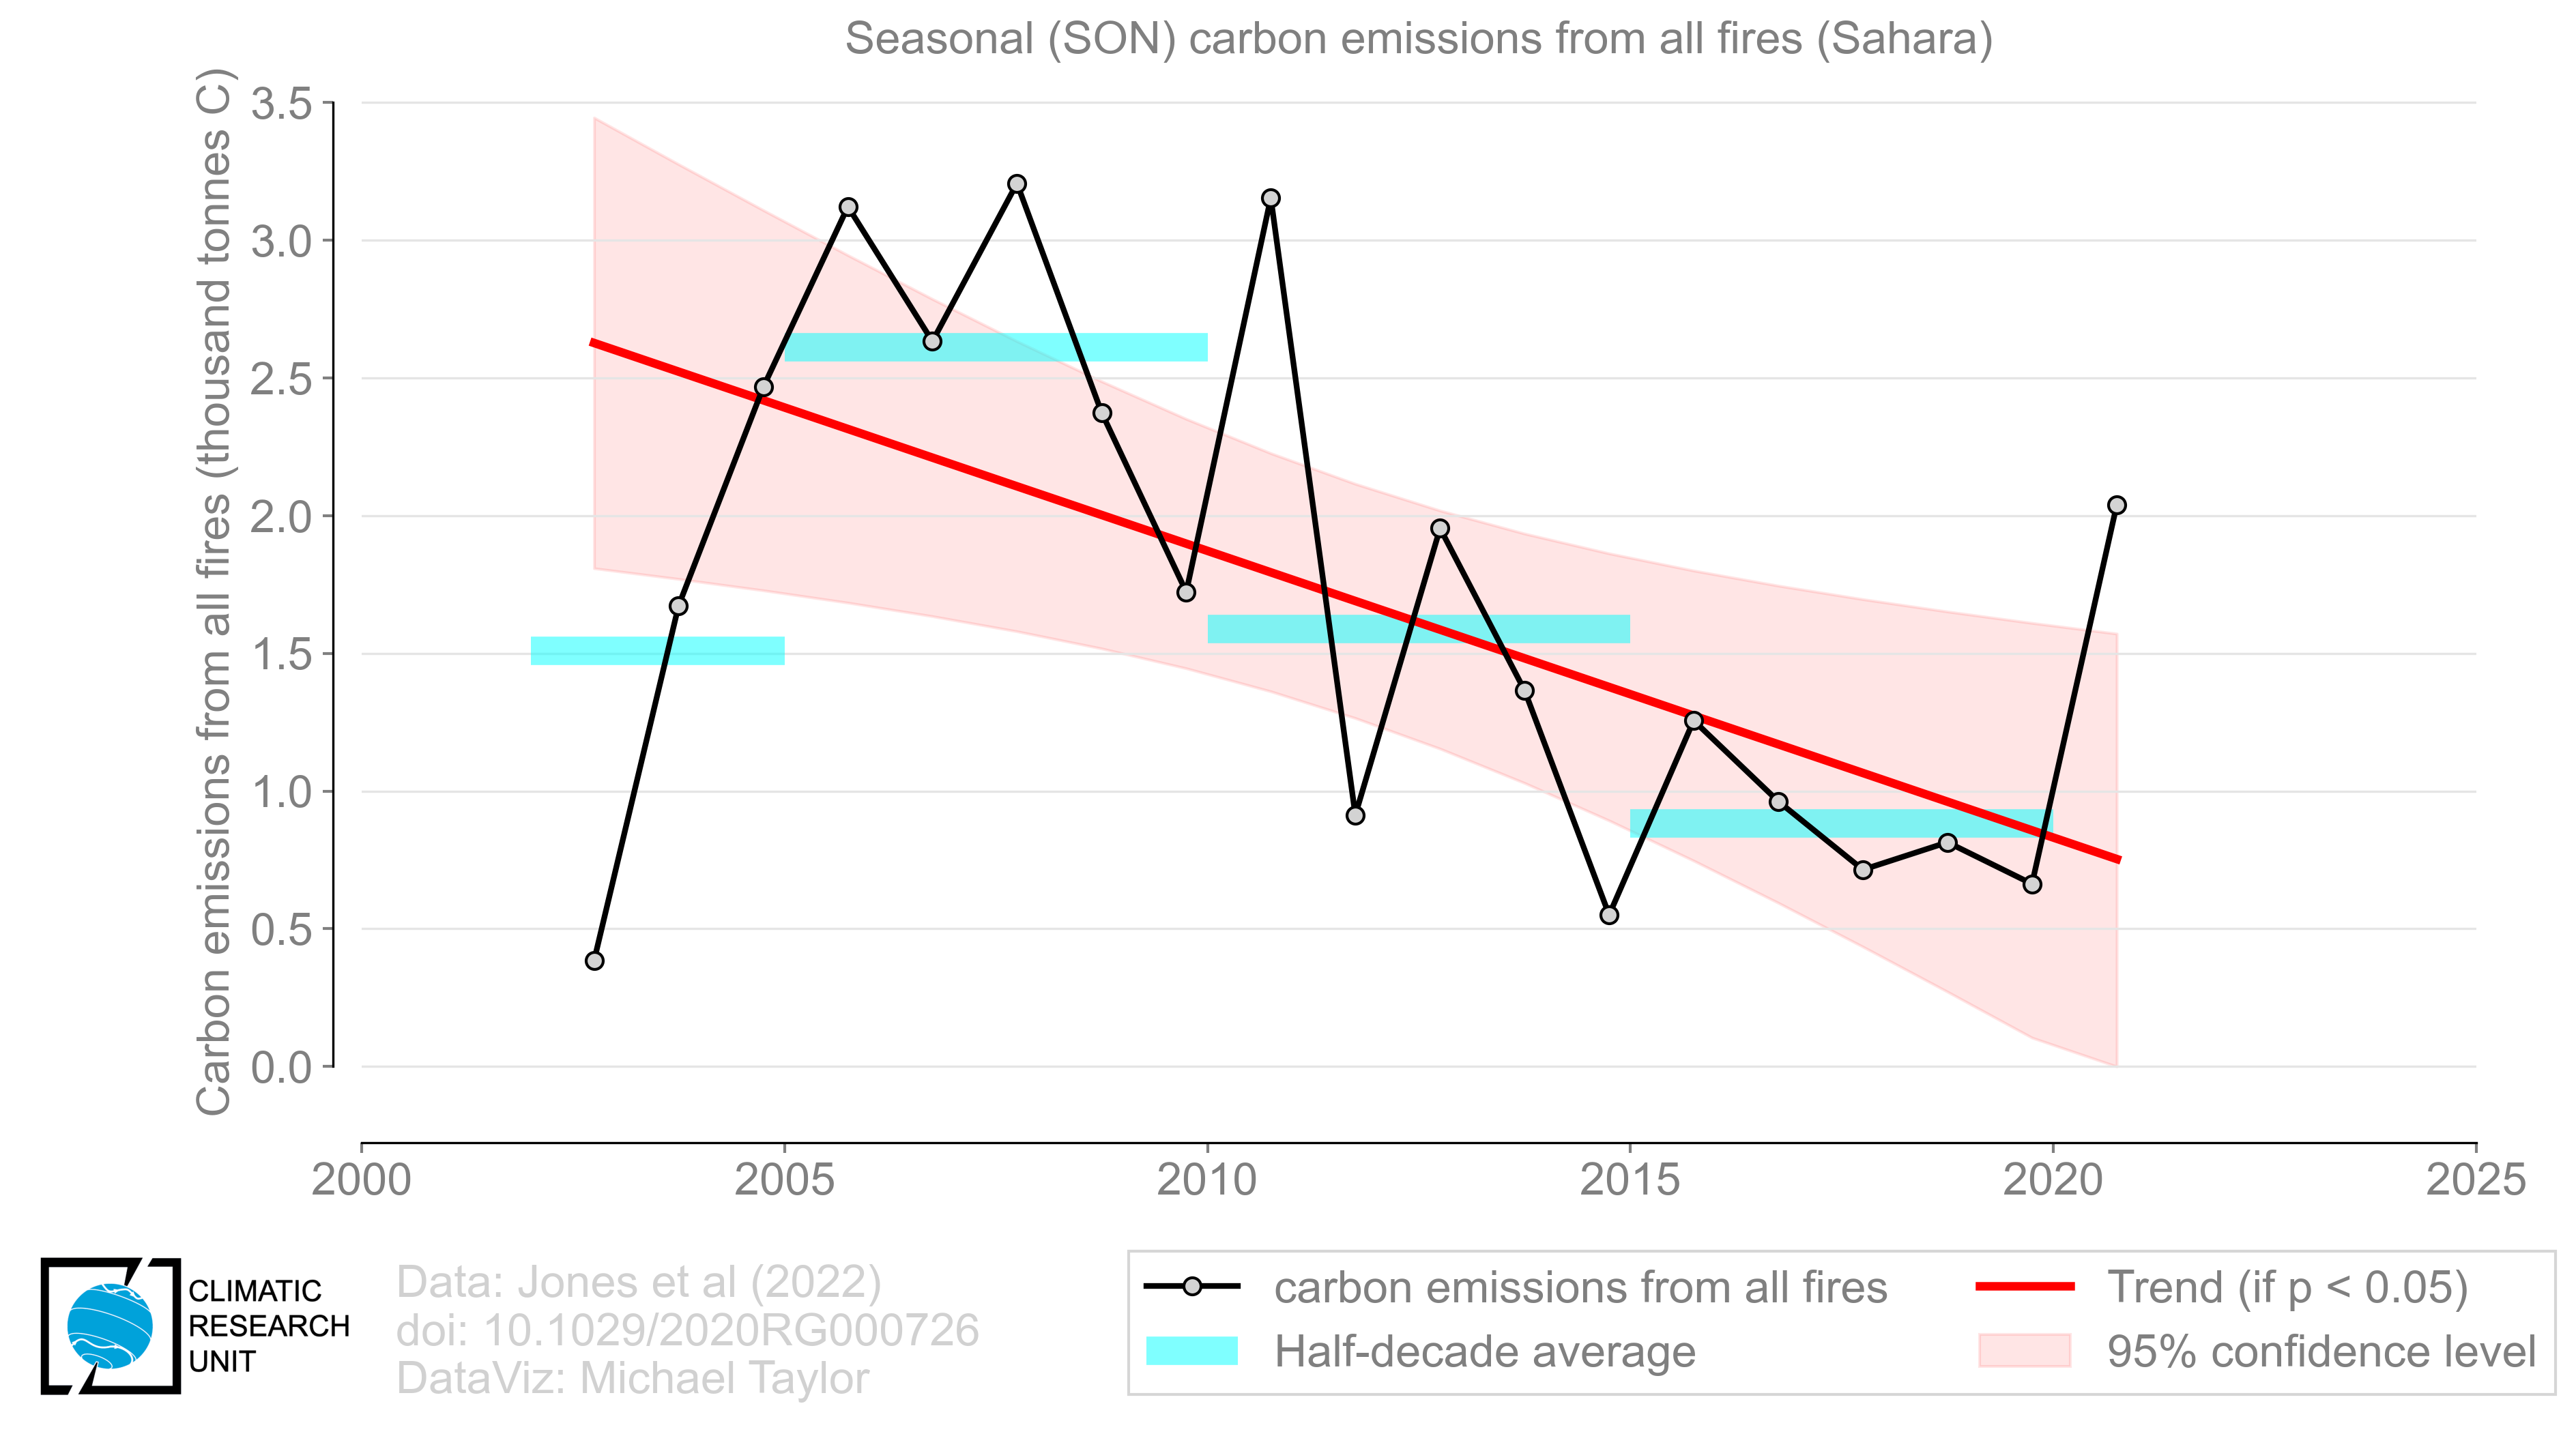 Seasonal (SON) carbon emissions from all fires (Sahara)
Carbon emissions from all fires (thousand tonnes C)
3.5
3.0
2.5
2.0
1.5
1.0
0.5
0.0
2000
2005
2010
2015
2020
2025
CLIMATIC
RESEARCH
UNIT
Data: Jones et al (2022)
doi: 10.1029/2020RG000726
DataViz: Michael Taylor
carbon emissions from all fires
Half-decade average
Trend (if p < 0.05)
95% confidence level